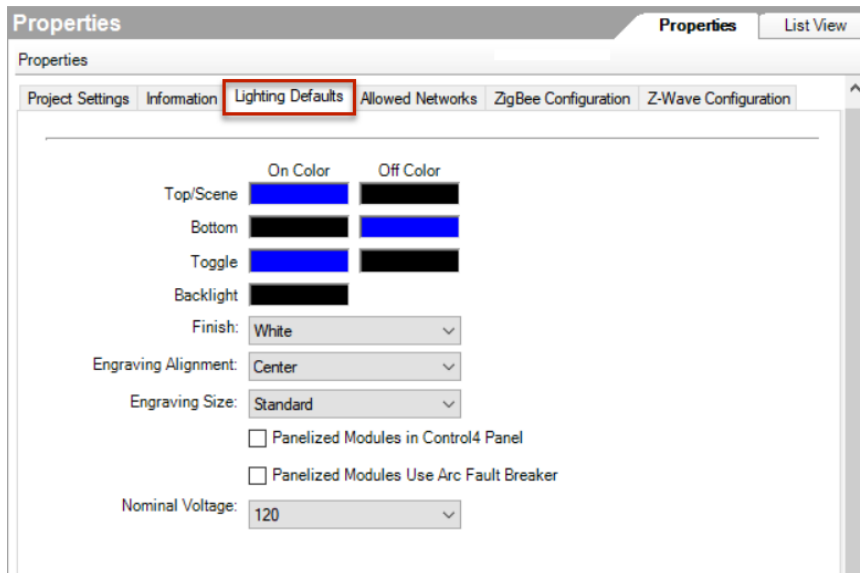 Properties
Properties List View
Properties
Project Settings Information Lighting Defaults Allowed Networks ZigBee Configuration Z-Wave Configuration
On Color Off Color
Top/Scene
Bottom
Toggle
Backlight
Finish: White
Engraving Alignment: Center
Engraving Size: Standard
Panelized Modules in Control4 Panel
Panelized Modules Use Arc Fault Breaker
Nominal Voltage: 120